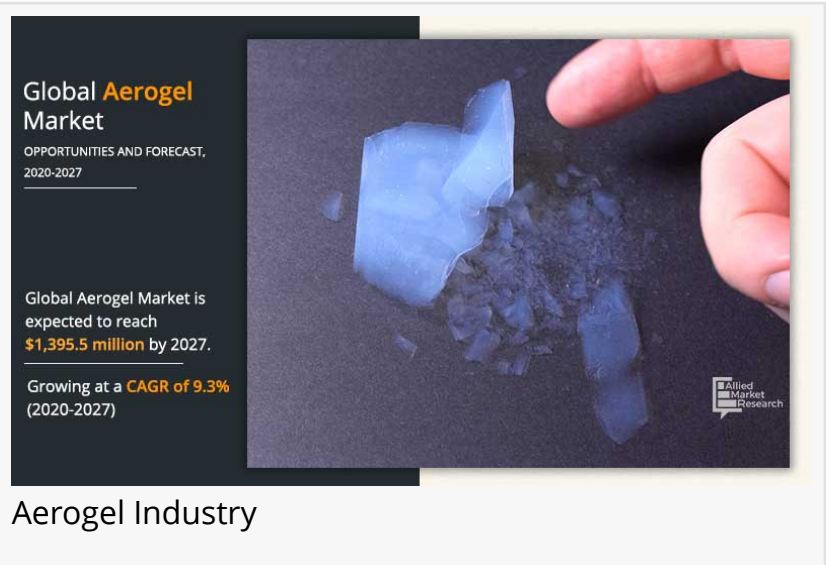 Global Aerogel
Market
OPPORTUNITIES AND FORECAST,
2020-2027
Global Aerogel Market is
expected to reach
$1,395.5 million by 2027.
Growing at a CAGR of 9.3%
(2020-2027)
Allied
Market
Research
Aerogel Industry